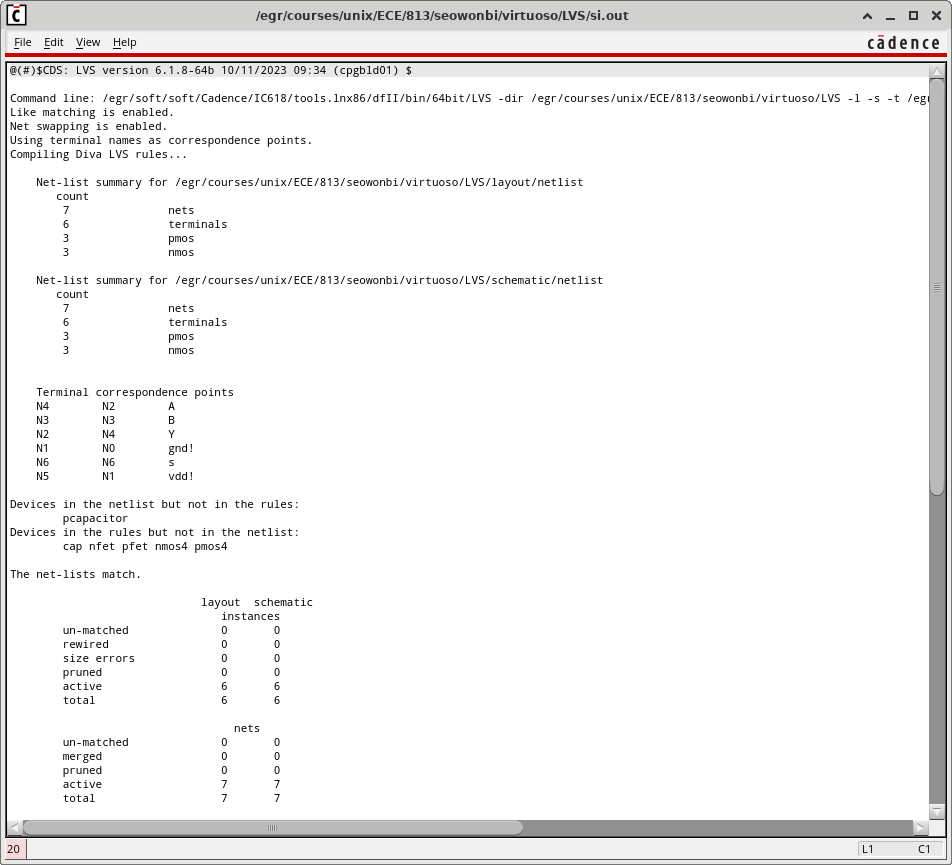 /egr/courses/unix/ECE/813/seowonbi/virtuoso/LVS/si.out
File Edit View Help
cādence
@(#)$CDS: LVS version 6.1.8-64b 10/11/2023 09:34 (cpgbld01) $
Command line: /egr/soft/soft/Cadence/IC618/tools.lnx86/dfII/bin/64bit/LVS -dir /egr/courses/unix/ECE/813/seowonbi/virtuoso/LVS -l -s -t /egr
Like matching is enabled.
Net swapping is enabled.
Using terminal names as correspondence points.
Compiling Diva LVS rules...
Net-list summary for /egr/courses/unix/ECE/813/seowonbi/virtuoso/LVS/layout/netlist
count
7 nets
6 terminals
3 pmos
3 nmos
Net-list summary for /egr/courses/unix/ECE/813/seowonbi/virtuoso/LVS/schematic/netlist
count
7 nets
6 terminals
3 pmos
3 nmos
Terminal correspondence points
N4 N2 A
N3 N3 B
N2 N4 Y
N1 N0 gnd!
N6 N6 s
N5 N1 vdd!
Devices in the netlist but not in the rules:
pcapacitor
Devices in the rules but not in the netlist:
cap nfet pfet nmos4 pmos4
The net-lists match.
layout schematic
instances
un-matched 0 0
rewired 0 0
size errors 0 0
pruned 0 0
active 6 6
total 6 6
nets
un-matched 0 0
merged 0 0
pruned 0 0
active 7 7
total 7 7
20 L1 C1